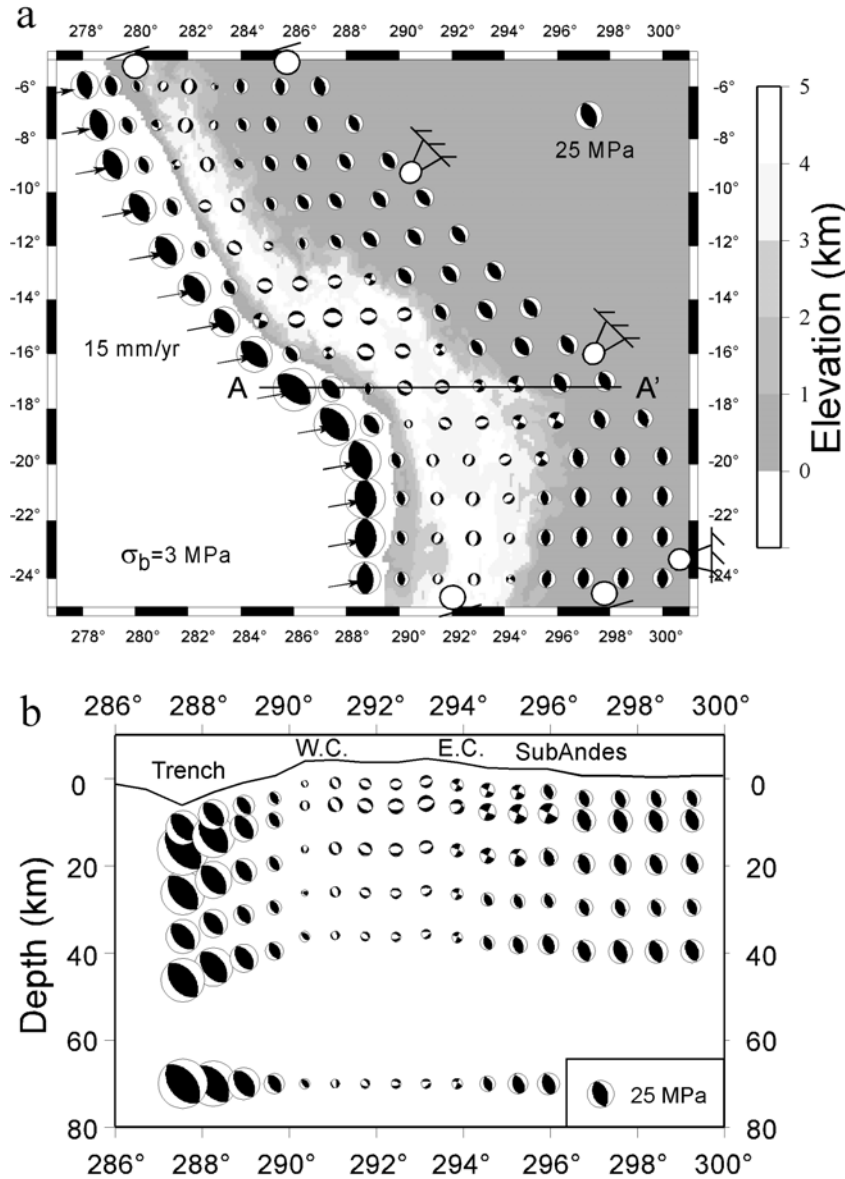 a
278° 280° 282° 284° 286° 288° 290° 292° 294° 296° 298° 300°
-6° -6°
-8° -8°
-10° -10°
-12° -12°
-14° -14°
-16° -16°
-18° -18°
-20° -20°
-22° -22°
-24° -24°
25 MPa
15 mm/yr
A A'
σb=3 MPa
278° 280° 282° 284° 286° 288° 290° 292° 294° 296° 298° 300°
5
4
3
2
1
0
Elevation (km)
b
286° 288° 290° 292° 294° 296° 298° 300°
Trench W.C. E.C. SubAndes
0 0
20 20
40 40
60 60
80 80
Depth (km)
25 MPa
286° 288° 290° 292° 294° 296° 298° 300°